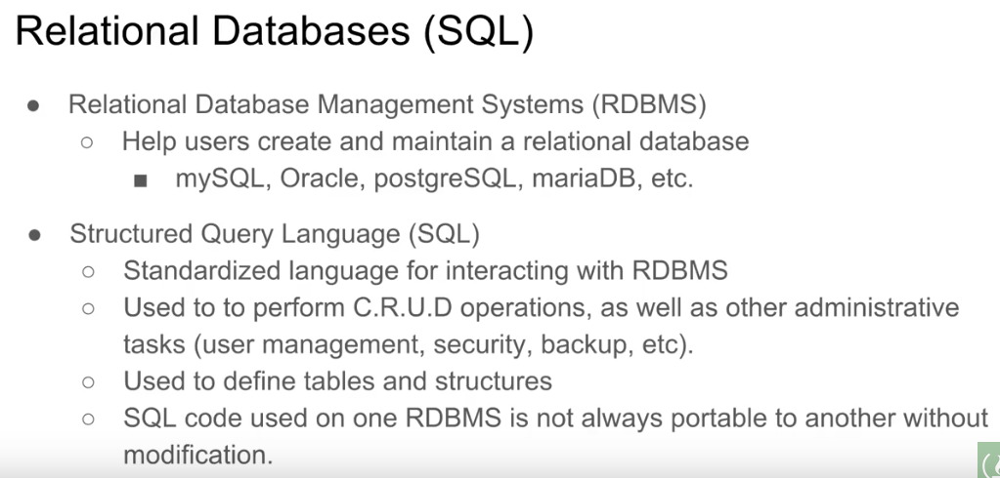 Relational Databases (SQL)
● Relational Database Management Systems (RDBMS)
○ Help users create and maintain a relational database
■ mySQL, Oracle, postgreSQL, mariaDB, etc.
● Structured Query Language (SQL)
○ Standardized language for interacting with RDBMS
○ Used to to perform C.R.U.D operations, as well as other administrative
tasks (user management, security, backup, etc).
○ Used to define tables and structures
○ SQL code used on one RDBMS is not always portable to another without
modification.